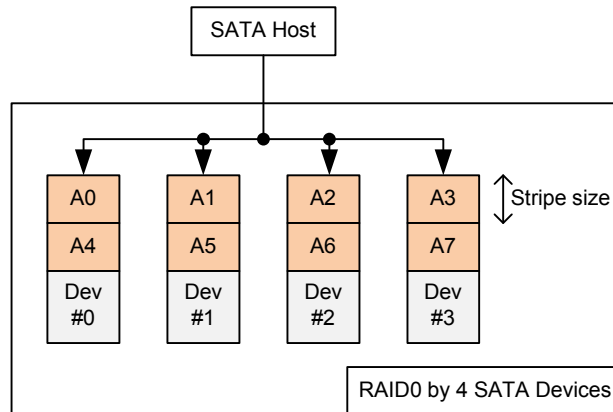 SATA Host
A0 A1 A2 A3 Stripe size
A4 A5 A6 A7
Dev Dev Dev Dev
#0 #1 #2 #3
RAID0 by 4 SATA Devices